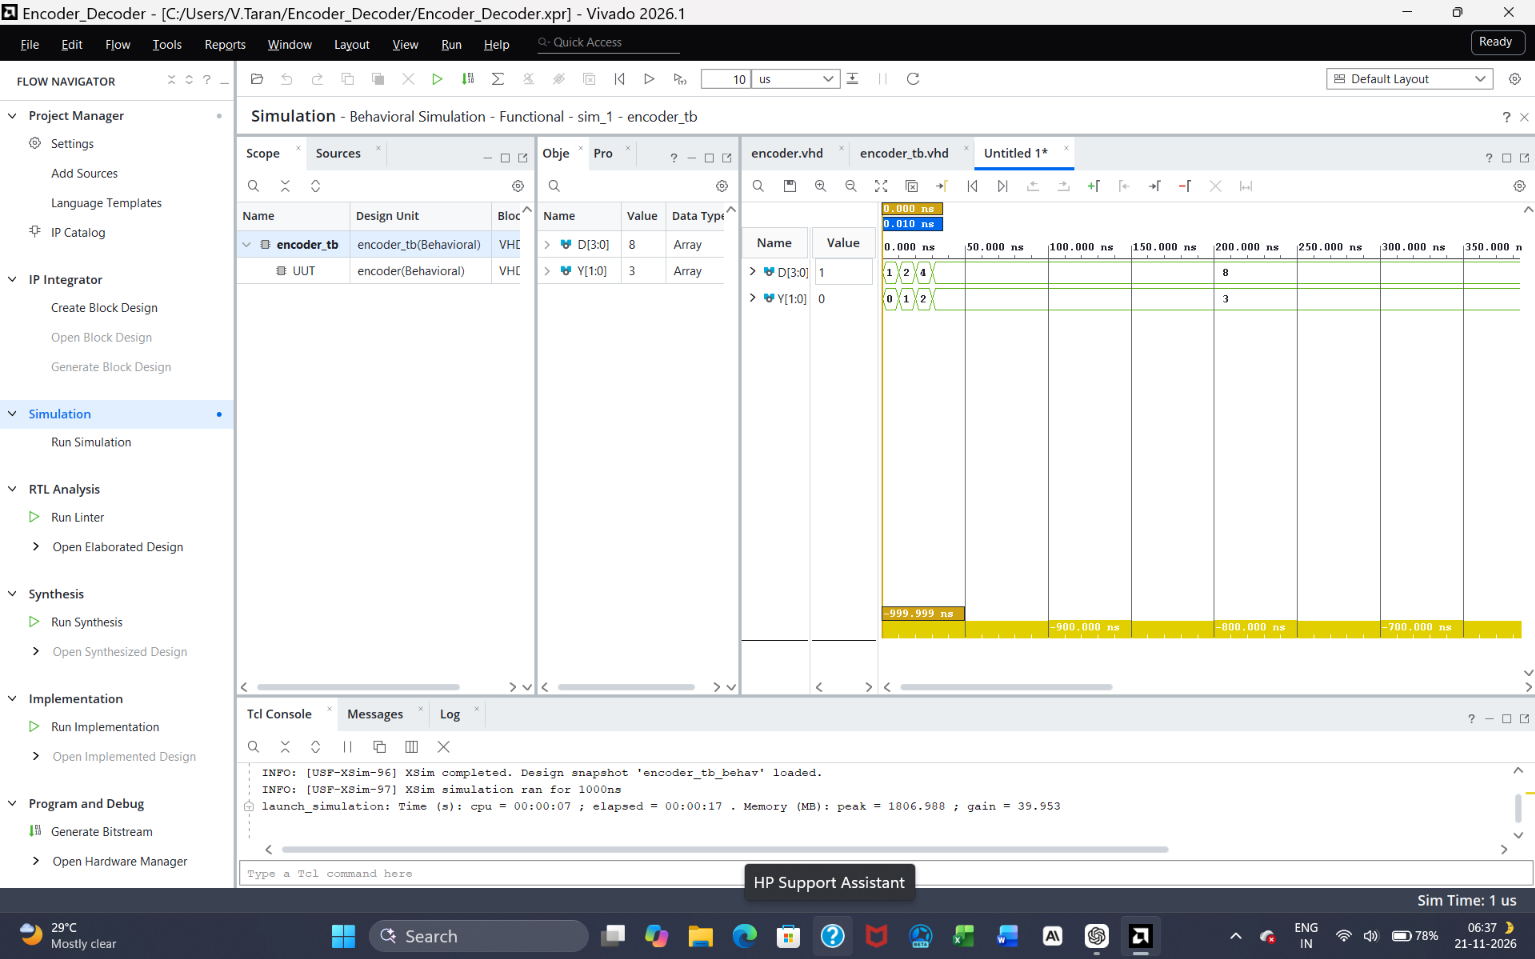 Encoder_Decoder - [C:/Users/V.Taran/Encoder_Decoder/Encoder_Decoder.xpr] - Vivado 2026.1
File Edit Flow Tools Reports Window Layout View Run Help Quick Access Ready
FLOW NAVIGATOR
10 us Default Layout
Simulation - Behavioral Simulation - Functional - sim_1 - encoder_tb
Project Manager
Settings
Add Sources
Language Templates
IP Catalog
IP Integrator
Create Block Design
Open Block Design
Generate Block Design
Simulation
Run Simulation
RTL Analysis
Run Linter
Open Elaborated Design
Synthesis
Run Synthesis
Open Synthesized Design
Implementation
Run Implementation
Open Implemented Design
Program and Debug
Generate Bitstream
Open Hardware Manager
Scope Sources
Name Design Unit Bloc
encoder_tb encoder_tb(Behavioral) VHD
UUT encoder(Behavioral) VHD
Obje Pro
Name Value Data Type
D[3:0] 8 Array
Y[1:0] 3 Array
encoder.vhd encoder_tb.vhd Untitled 1*
0.000 ns
0.010 ns
Name Value
0.000 ns 50.000 ns 100.000 ns 150.000 ns 200.000 ns 250.000 ns 300.000 ns 350.000 n
D[3:0] 1 1 2 4 8
Y[1:0] 0 0 1 2 3
-999.999 ns
-900.000 ns -800.000 ns -700.000 ns
Tcl Console Messages Log
INFO: [USF-XSim-96] XSim completed. Design snapshot 'encoder_tb_behav' loaded.
INFO: [USF-XSim-97] XSim simulation ran for 1000ns
launch_simulation: Time (s): cpu = 00:00:07 ; elapsed = 00:00:17 . Memory (MB): peak = 1806.988 ; gain = 39.953
Type a Tcl command here
HP Support Assistant
Sim Time: 1 us
29°C
Mostly clear
Search
ENG
IN
78%
06:37
21-11-2026